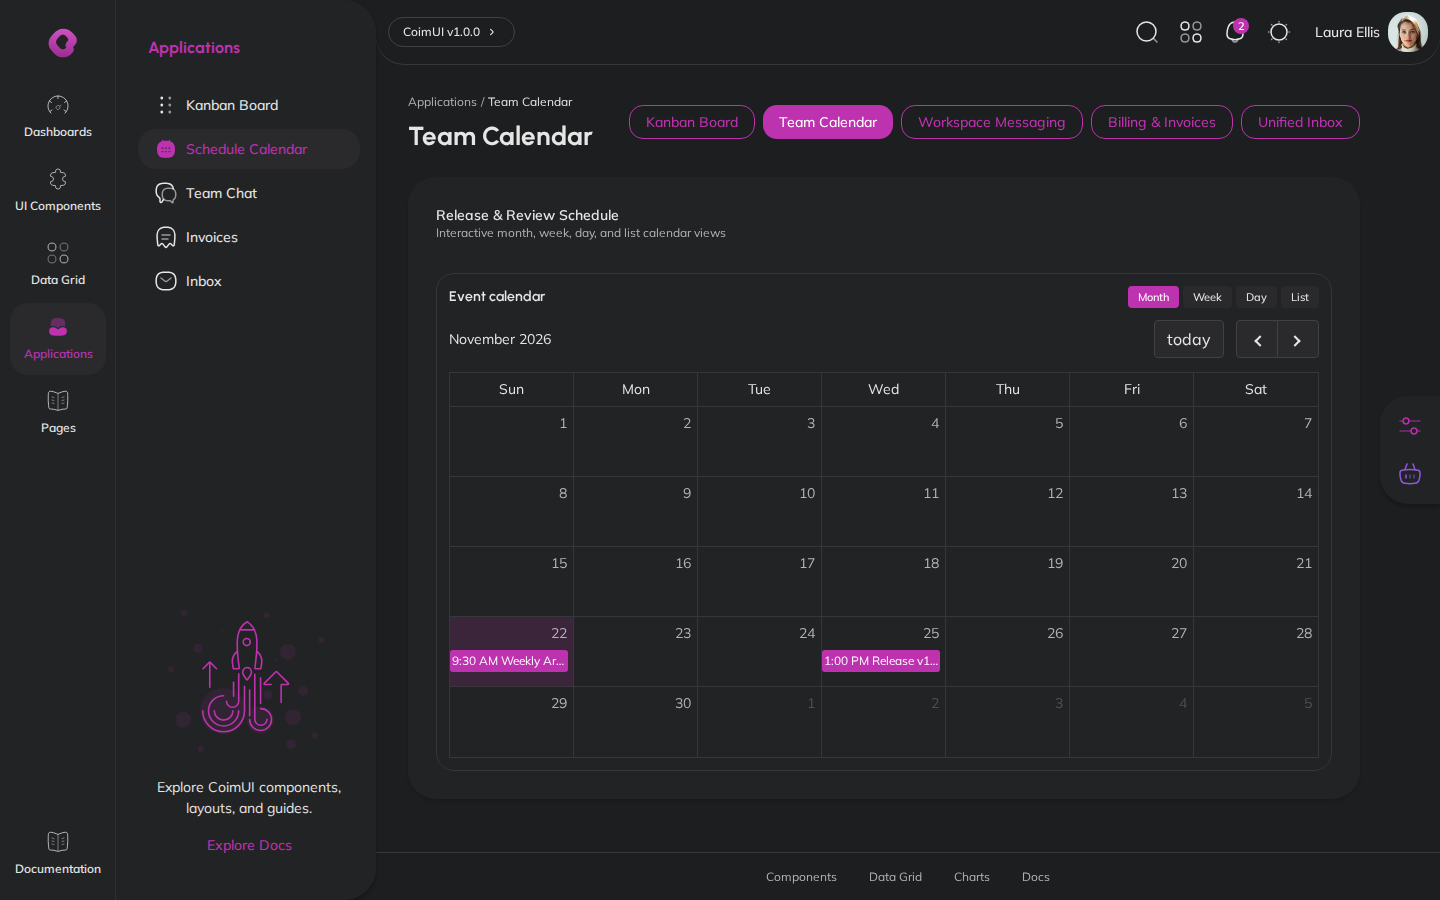 Dashboards
UI Components
Data Grid
Applications
Pages
Documentation
Applications
Kanban Board
Schedule Calendar
Team Chat
Invoices
Inbox
Explore CoimUI components,
layouts, and guides.
Explore Docs
CoimUI v1.0.0
2
Laura Ellis
Applications / Team Calendar
Team Calendar
Kanban Board
Team Calendar
Workspace Messaging
Billing & Invoices
Unified Inbox
Release & Review Schedule
Interactive month, week, day, and list calendar views
Event calendar
Month Week Day List
November 2026
today
Sun Mon Tue Wed Thu Fri Sat
1 2 3 4 5 6 7
8 9 10 11 12 13 14
15 16 17 18 19 20 21
22 23 24 25 26 27 28
9:30 AM Weekly Ar... 1:00 PM Release v1...
29 30 1 2 3 4 5
Components Data Grid Charts Docs